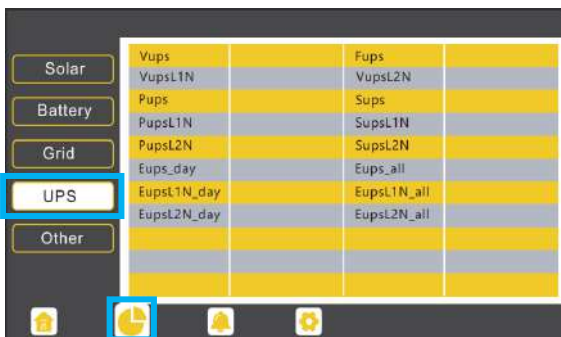 Solar
Battery
Grid
UPS
Other
Vups Fups
VupsL1N VupsL2N
Pups Sups
PupsL1N SupsL1N
PupsL2N SupsL2N
Eups_day Eups_all
EupsL1N_day EupsL1N_all
EupsL2N_day EupsL2N_all